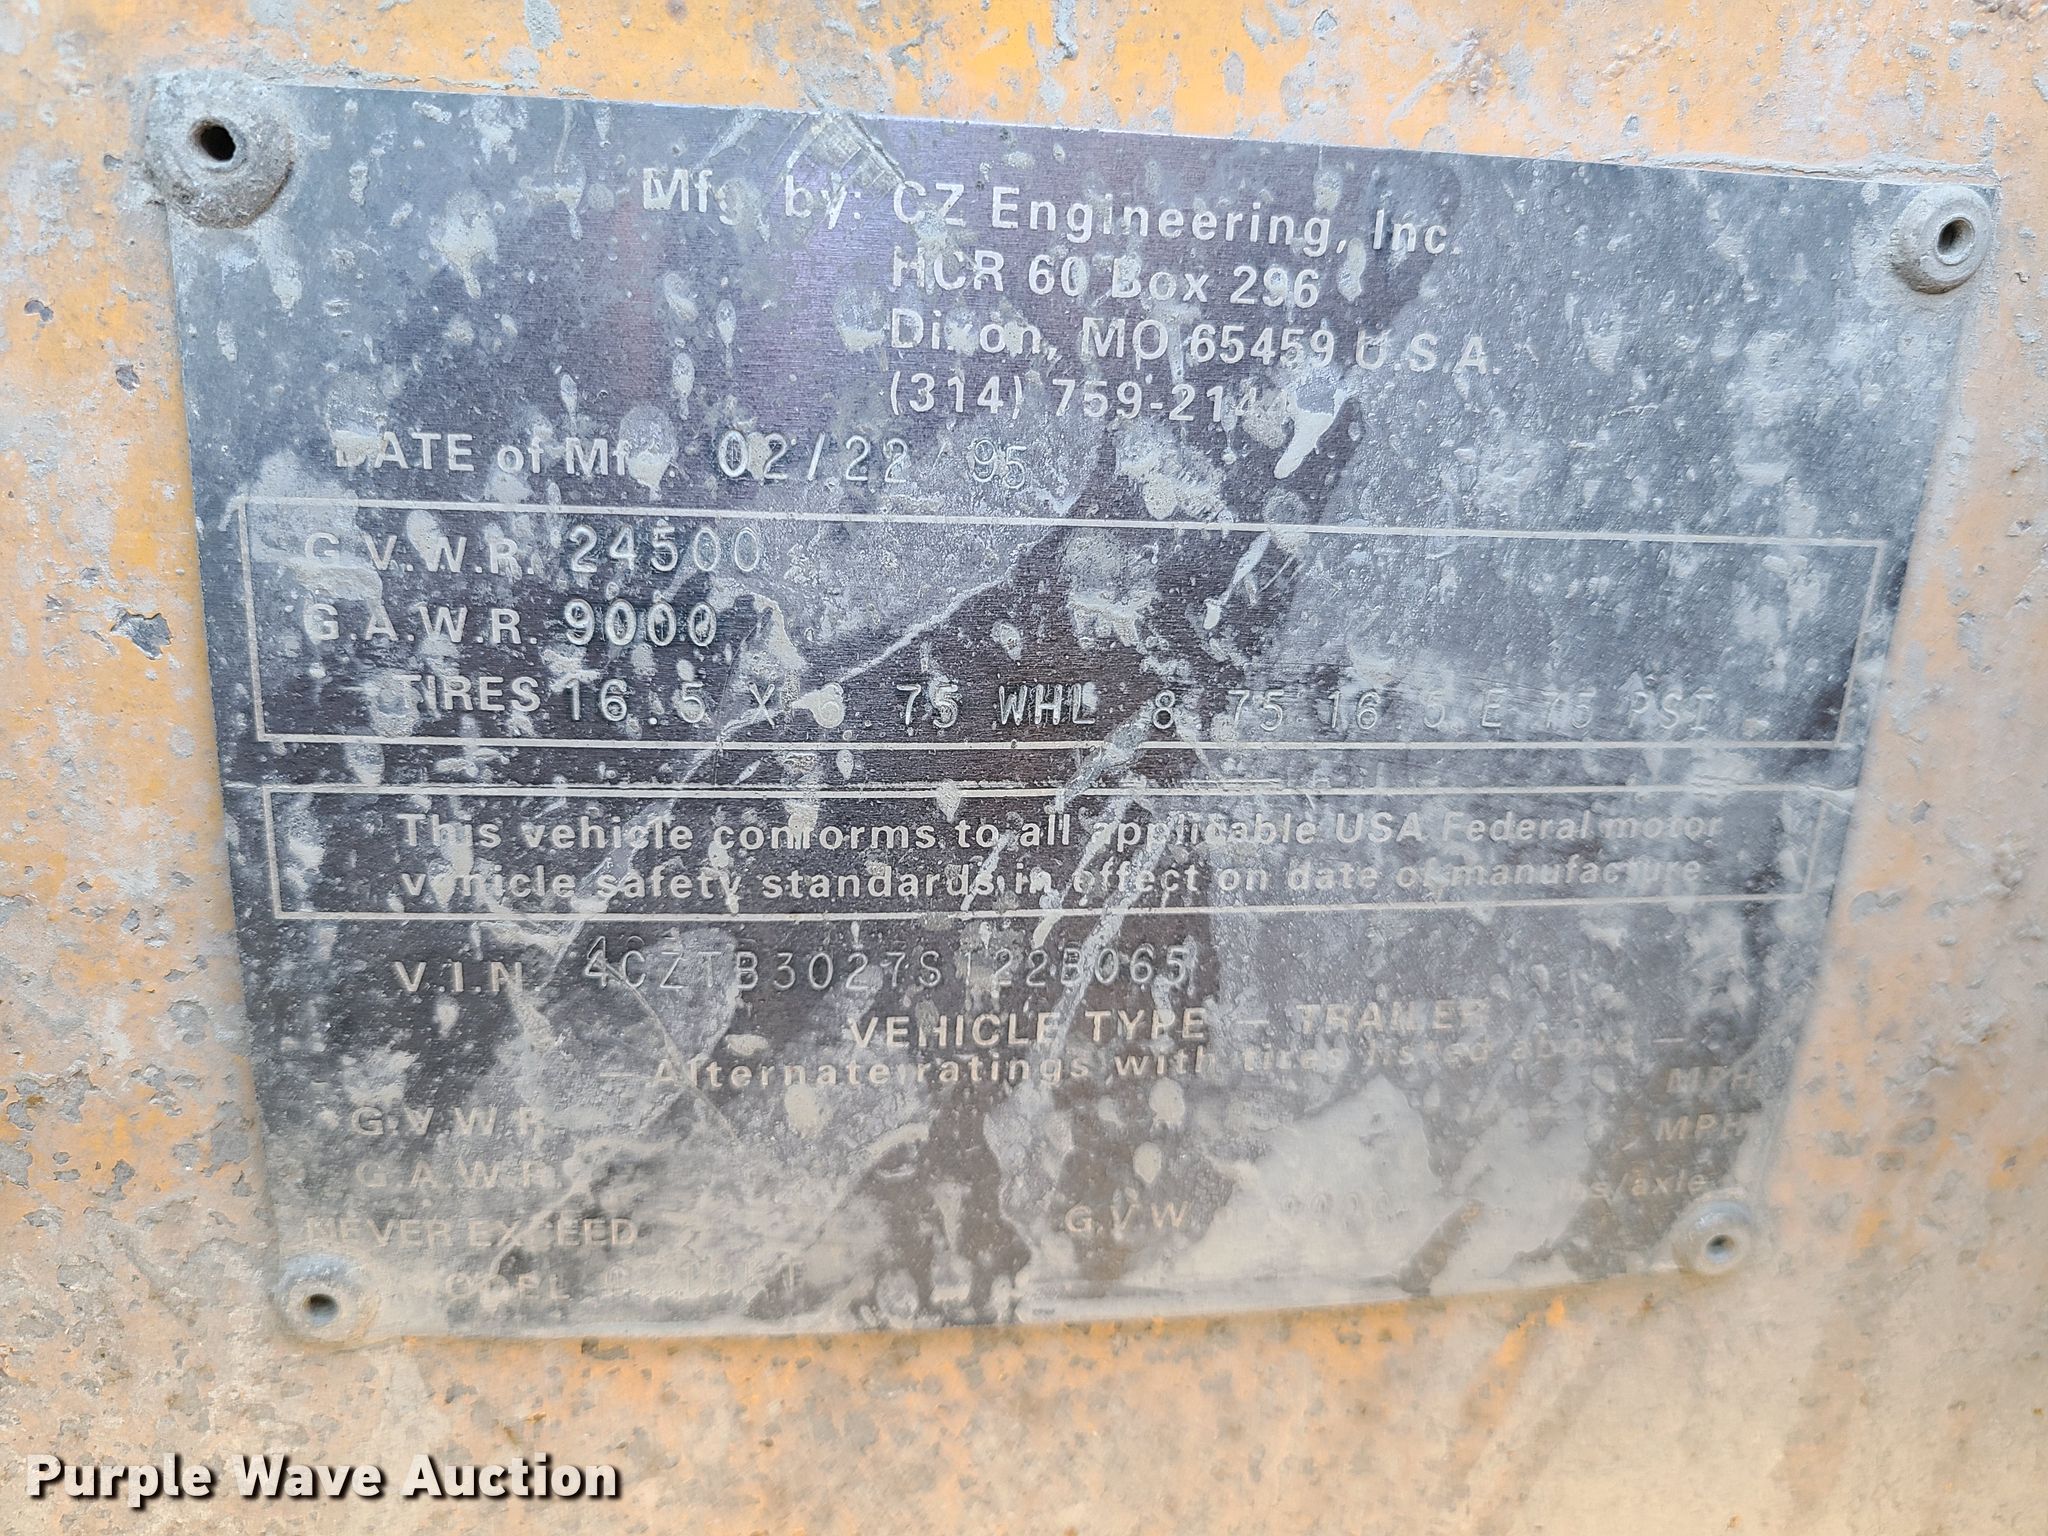 Mfg. by: CZ Engineering, Inc.
HCR 60 Box 296
Dixon, MO 65459 U.S.A.
(314) 759-2144
DATE of Mfg. 02/22 95
G.V.W.R. 24500
G.A.W.R. 9000
TIRES 16.5 X 6 75 WHL 8 75 16 5 E 75 PSI
This vehicle conforms to all applicable USA Federal motor
vehicle safety standards in effect on date of manufacture
V.I.N. 4CZTB3027S122B065
VEHICLE TYPE — TRAILER
— Alternate ratings with tires listed above —
G.V.W.R. MPH
G.A.W.R. MPH
NEVER EXCEED G.V.W. lbs/axle
MODEL
Purple Wave Auction